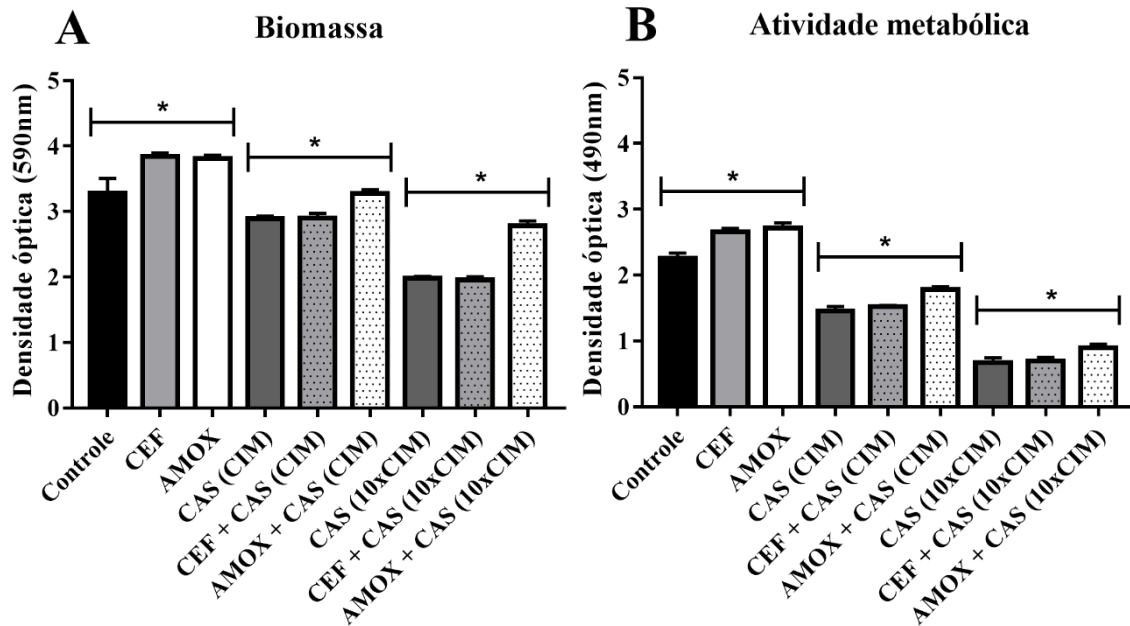 A
Biomassa
Densidade óptica (590nm)
5
4
3
2
1
0
*
*
*
Controle
CEF
AMOX
CAS (CIM)
CEF + CAS (CIM)
AMOX + CAS (CIM)
CAS (10xCIM)
CEF + CAS (10xCIM)
AMOX + CAS (10xCIM)
B
Atividade metabólica
Densidade óptica (490nm)
5
4
3
2
1
0
*
*
*
Controle
CEF
AMOX
CAS (CIM)
CEF + CAS (CIM)
AMOX + CAS (CIM)
CAS (10xCIM)
CEF + CAS (10xCIM)
AMOX + CAS (10xCIM)